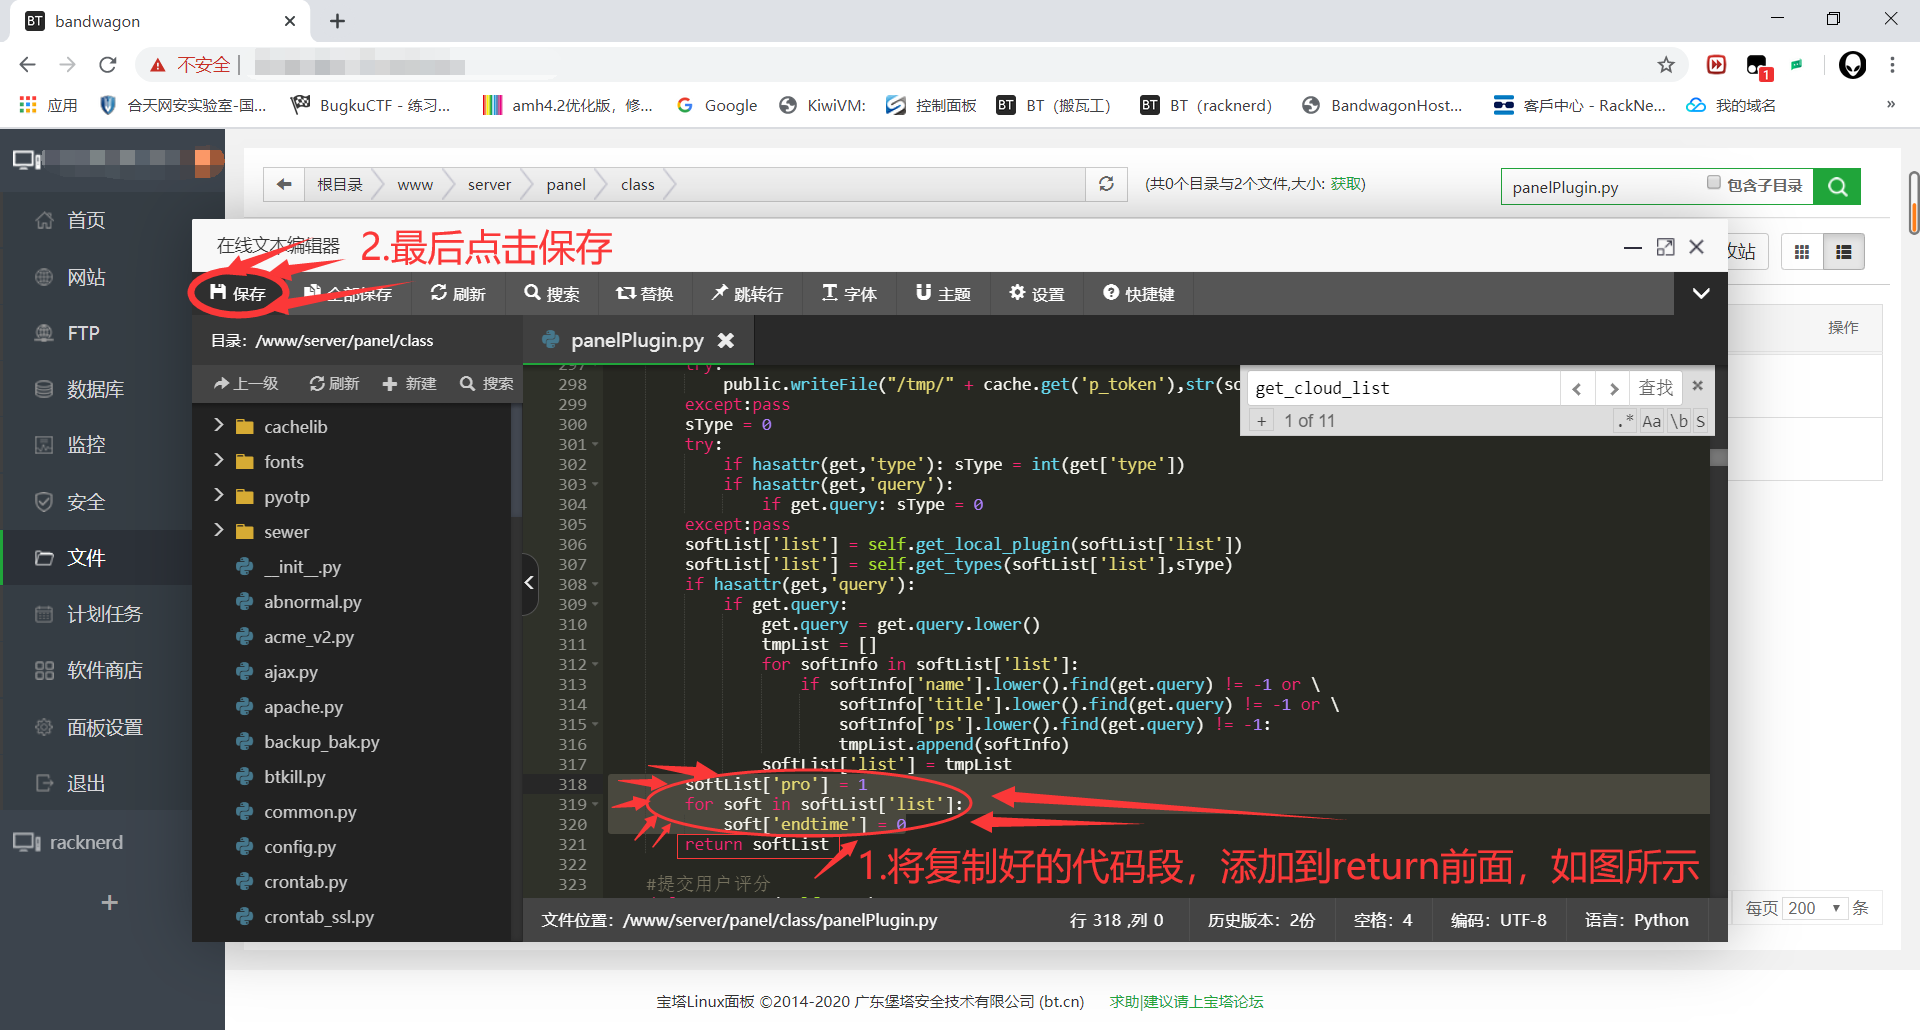 bandwagon
不安全
应用
合天网安实验室-国...
BugkuCTF - 练习...
amh4.2优化版，修...
Google
KiwiVM:
控制面板
BT（搬瓦工）
BT（racknerd）
BandwagonHost...
客戶中心 - RackNe...
我的域名
»
根目录
www
server
panel
class
(共0个目录与2个文件,大小: 获取)
panelPlugin.py
包含子目录
首页
网站
FTP
数据库
监控
安全
文件
计划任务
软件商店
面板设置
退出
racknerd
+
在线文本编辑器
2.最后点击保存
保存
全部保存
刷新
搜索
替换
跳转行
字体
主题
设置
快捷键
收站
操作
目录：/www/server/panel/class
panelPlugin.py
上一级
刷新
新建
搜索
cachelib
fonts
pyotp
sewer
__init__.py
abnormal.py
acme_v2.py
ajax.py
apache.py
backup_bak.py
btkill.py
common.py
config.py
crontab.py
crontab_ssl.py
get_cloud_list
查找
+ 1 of 11
.* Aa \b S
297 try:
298 public.writeFile("/tmp/" + cache.get('p_token'),str(so
299 except:pass
300 sType = 0
301 try:
302 if hasattr(get,'type'): sType = int(get['type'])
303 if hasattr(get,'query'):
304 if get.query: sType = 0
305 except:pass
306 softList['list'] = self.get_local_plugin(softList['list'])
307 softList['list'] = self.get_types(softList['list'],sType)
308 if hasattr(get,'query'):
309 if get.query:
310 get.query = get.query.lower()
311 tmpList = []
312 for softInfo in softList['list']:
313 if softInfo['name'].lower().find(get.query) != -1 or \
314 softInfo['title'].lower().find(get.query) != -1 or \
315 softInfo['ps'].lower().find(get.query) != -1:
316 tmpList.append(softInfo)
317 softList['list'] = tmpList
318 softList['pro'] = 1
319 for soft in softList['list']:
320 soft['endtime'] = 0
321 return softList
322
323 #提交用户评分
1.将复制好的代码段，添加到return前面，如图所示
文件位置：/www/server/panel/class/panelPlugin.py
行 318 ,列 0
历史版本：2份
空格：4
编码：UTF-8
语言：Python
每页 200 条
宝塔Linux面板 ©2014-2020 广东堡塔安全技术有限公司 (bt.cn)
求助|建议请上宝塔论坛